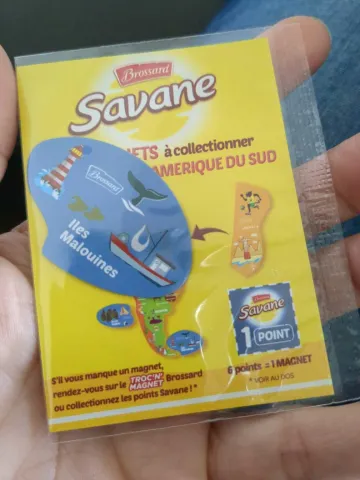 Brossard
Savane
NETS à collectionner
AMERIQUE DU SUD
Brossard
Iles
Malouines
Brossard
Savane
1 POINT
6 points = 1 MAGNET
* VOIR AU DOS
S'il vous manque un magnet,
rendez-vous sur le TROC'N' MAGNET Brossard
ou collectionnez les points Savane ! *